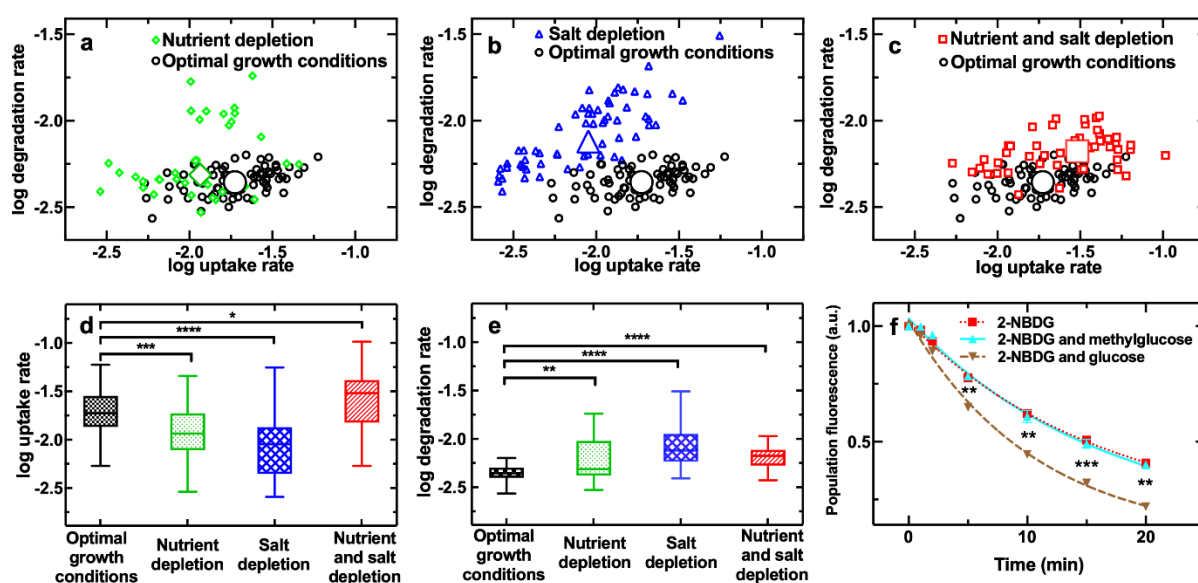 a
Nutrient depletion
Optimal growth conditions
log degradation rate
-1.5
-2.0
-2.5
-2.5 -2.0 -1.5 -1.0
log uptake rate
b
Salt depletion
Optimal growth conditions
log degradation rate
-1.5
-2.0
-2.5
-2.5 -2.0 -1.5 -1.0
log uptake rate
c
Nutrient and salt depletion
Optimal growth conditions
log degradation rate
-1.5
-2.0
-2.5
-2.5 -2.0 -1.5 -1.0
log uptake rate
d
*
****
***
log uptake rate
-1.0
-1.5
-2.0
-2.5
Optimal
growth
conditions
Nutrient
depletion
Salt
depletion
Nutrient
and salt
depletion
e
****
****
**
log degradation rate
-1.0
-1.5
-2.0
-2.5
Optimal
growth
conditions
Nutrient
depletion
Salt
depletion
Nutrient
and salt
depletion
f
2-NBDG
2-NBDG and methylglucose
2-NBDG and glucose
Population fluorescence (a.u.)
1.0
0.5
**
**
***
**
0 10 20
Time (min)